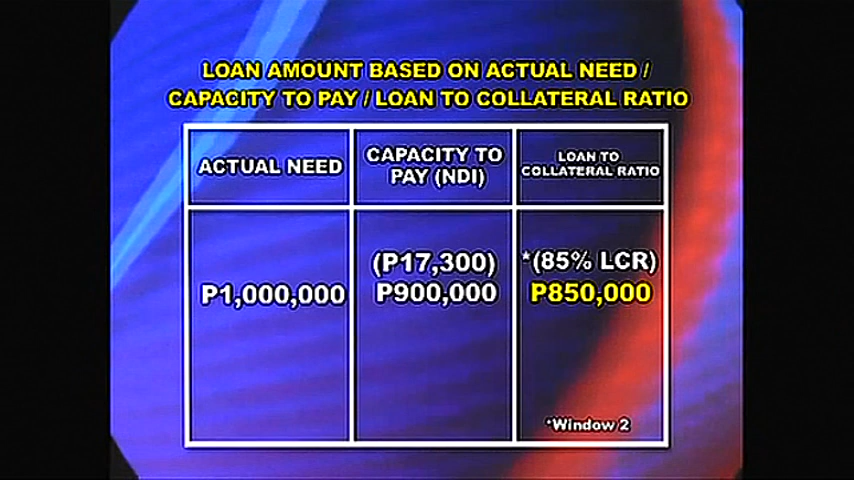 LOAN AMOUNT BASED ON ACTUAL NEED /
CAPACITY TO PAY / LOAN TO COLLATERAL RATIO
ACTUAL NEED
CAPACITY TO
PAY (NDI)
LOAN TO
COLLATERAL RATIO
P1,000,000
(P17,300)
P900,000
*(85% LCR)
P850,000
*Window 2